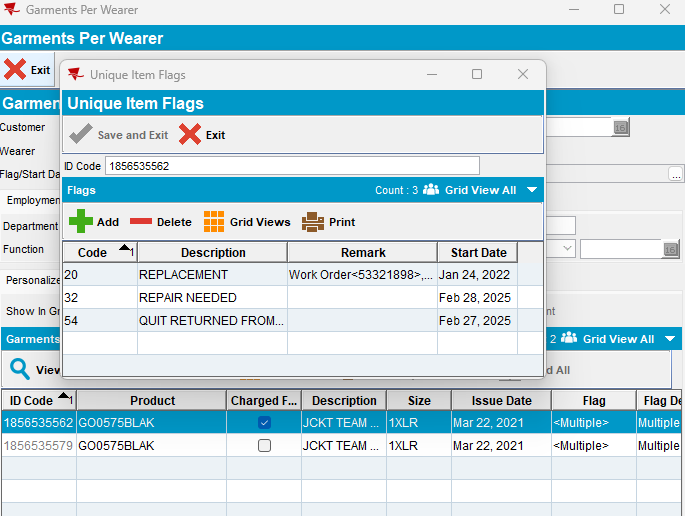 Garments Per Wearer
Garments Per Wearer
Exit
Garmen
Customer
16
Wearer
Flag/Start Da
...
Employmen
Department
Function
16
Personalize
Show In Gr
nt
Garments
2 Grid View All
View
d All
Unique Item Flags
Unique Item Flags
Save and Exit Exit
ID Code 1856535562
Flags Count : 3 Grid View All
Add Delete Grid Views Print
Code 1 Description Remark Start Date
20 REPLACEMENT Work Order<53321898>,... Jan 24, 2022
32 REPAIR NEEDED Feb 28, 2025
54 QUIT RETURNED FROM... Feb 27, 2025
ID Code 1 Product Charged F... Description Size Issue Date Flag Flag De
1856535562 GO0575BLAK JCKT TEAM ... 1XLR Mar 22, 2021 <Multiple> Multiple
1856535579 GO0575BLAK JCKT TEAM ... 1XLR Mar 22, 2021 <Multiple> Multiple